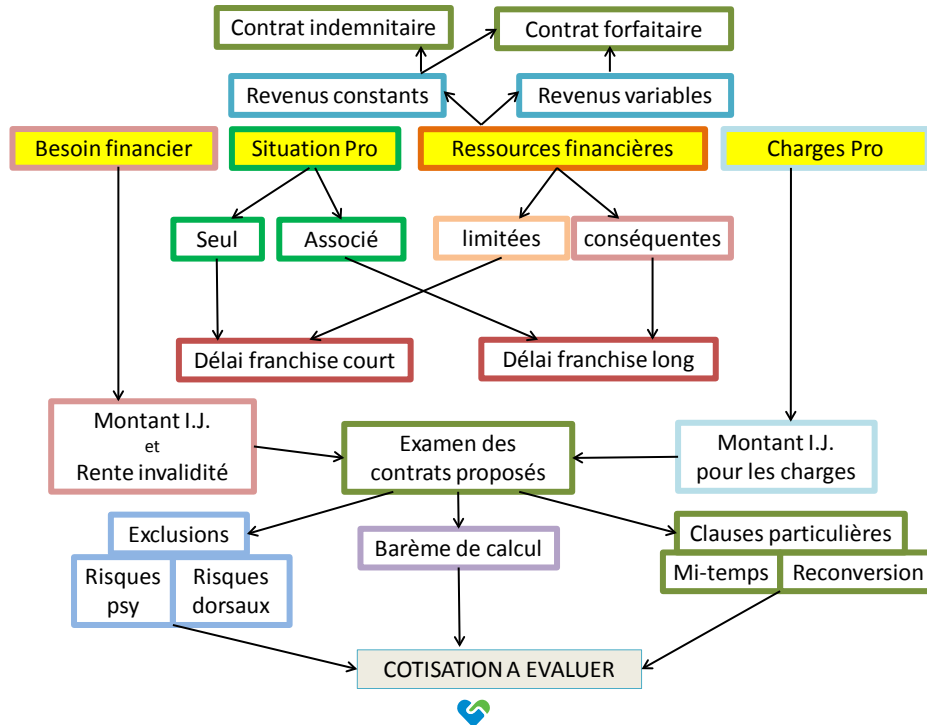 Contrat indemnitaire
Contrat forfaitaire
Revenus constants
Revenus variables
Besoin financier
Situation Pro
Ressources financières
Charges Pro
Seul
Associé
limitées
conséquentes
Délai franchise court
Délai franchise long
Montant I.J.
et
Rente invalidité
Examen des
contrats proposés
Montant I.J.
pour les charges
Exclusions
Risques
psy
Risques
dorsaux
Barème de calcul
Clauses particulières
Mi-temps
Reconversion
COTISATION A EVALUER